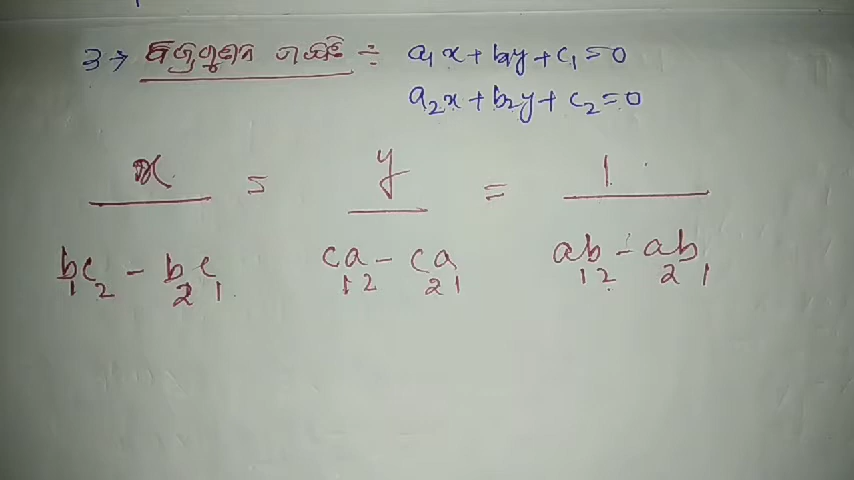 3→ ବଜ୍ରଗୁଣନ ÷ a₁x + b₁y + c₁ = 0
a₂x + b₂y + c₂ = 0
x/(b₁c₂ - b₂c₁) = y/(c₁a₂ - c₂a₁) = 1/(a₁b₂ - a₂b₁)